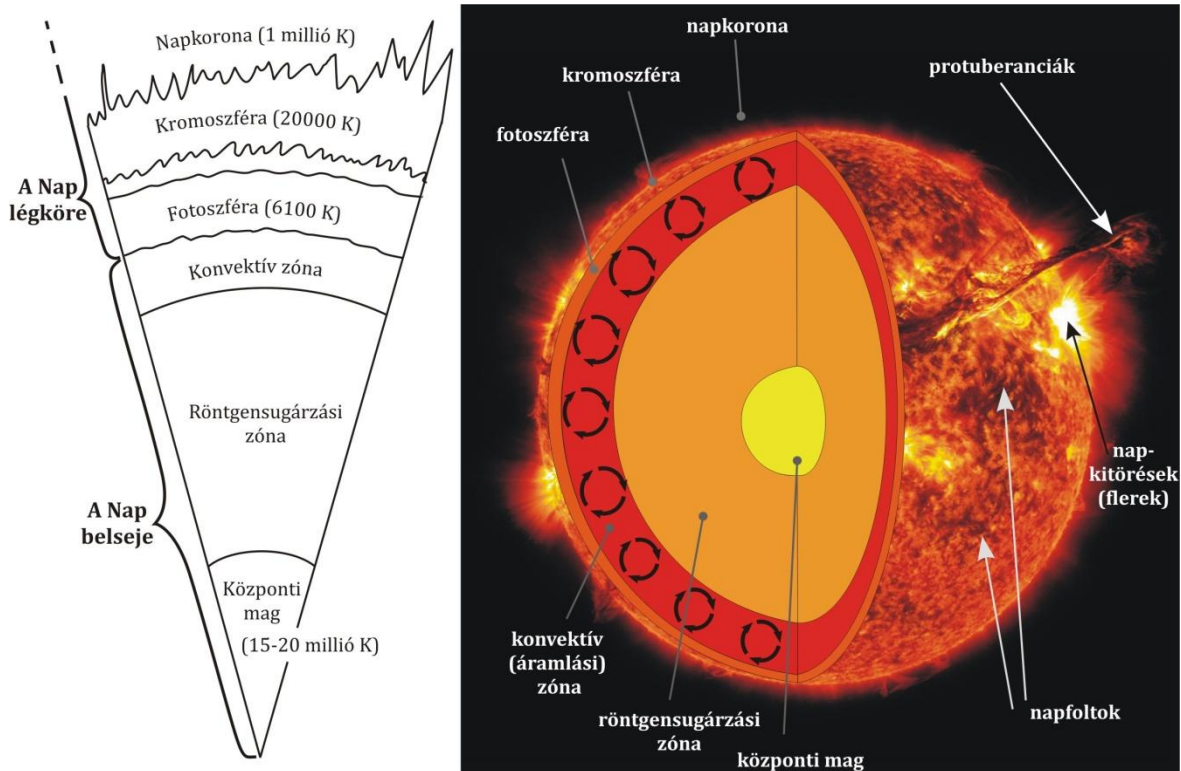 Napkorona (1 millió K)
Kromoszféra (20000 K)
A Nap
légköre
Fotoszféra (6100 K)
Konvektív zóna
Röntgensugárzási
zóna
A Nap
belseje
Központi
mag
(15-20 millió K)
napkorona
protuberanciák
kromoszféra
fotoszféra
nap-
kitörések
(flerek)
konvektív
(áramlási)
zóna
röntgensugárzási
zóna
központi mag
napfoltok